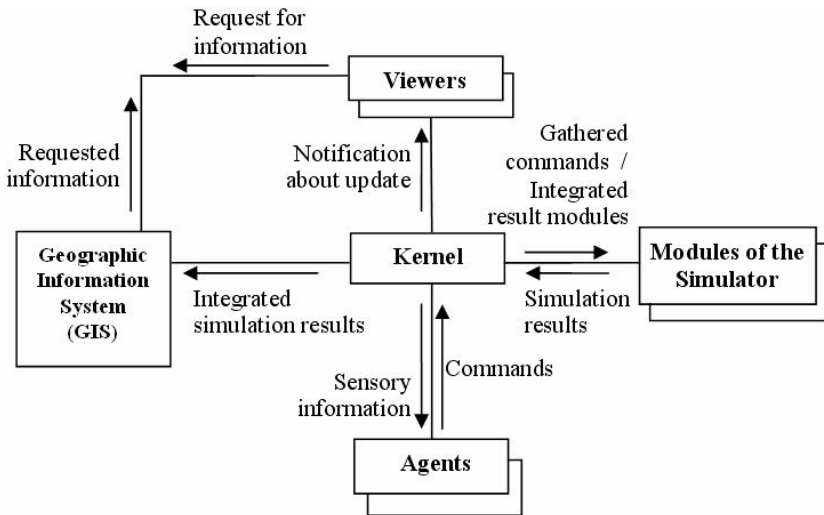 Request for
information
Viewers
Requested
information
Notification
about update
Gathered
commands /
Integrated
result modules
Geographic
Information
System
(GIS)
Kernel
Modules of the
Simulator
Integrated
simulation results
Simulation
results
Sensory
information
Commands
Agents